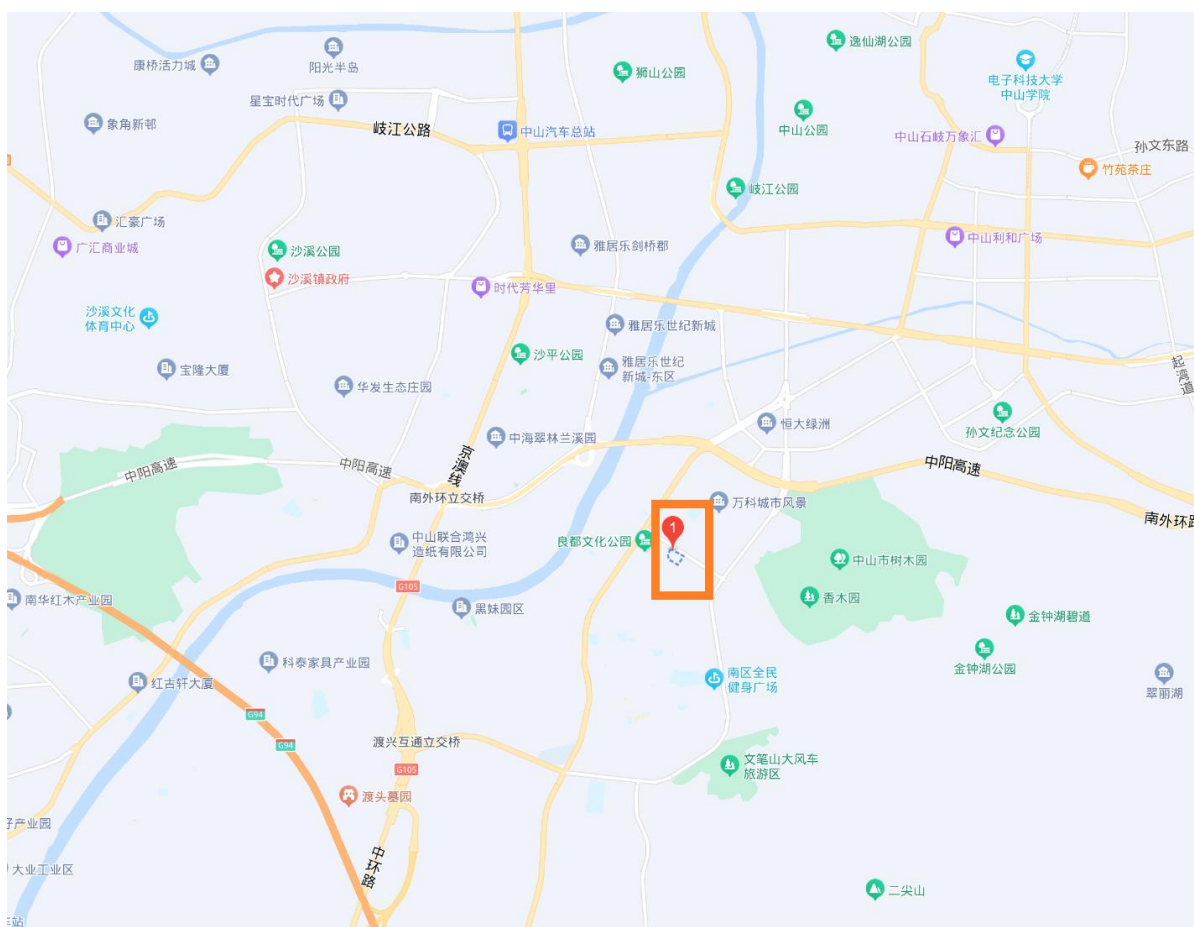 逸仙湖公园
康桥活力城
阳光半岛
狮山公园
电子科技大学
中山学院
星宝时代广场
象角新邨
岐江公路
中山汽车总站
中山公园
中山石岐万象汇
孙文东路
竹苑茶庄
岐江公园
汇豪广场
广汇商业城
沙溪公园
雅居乐剑桥郡
中山利和广场
沙溪镇政府
时代芳华里
沙溪文化
体育中心
雅居乐世纪新城
沙平公园
雅居乐世纪
新城-东区
宝隆大厦
华发生态庄园
起湾道
恒大绿洲
孙文纪念公园
中海翠林兰溪园
京澳线
中阳高速
中阳高速
中阳高速
南外环立交桥
万科城市风景
南外环路
1
中山联合鸿兴
造纸有限公司
良都文化公园
中山市树木园
G105
南华红木产业园
黑妹园区
香木园
金钟湖碧道
科泰家具产业园
金钟湖公园
红古轩大厦
南区全民
健身广场
翠丽湖
G94
G94
渡兴互通立交桥
G105
文笔山大风车
旅游区
渡头墓园
子产业园
中环路
大业工业区
二尖山
车站